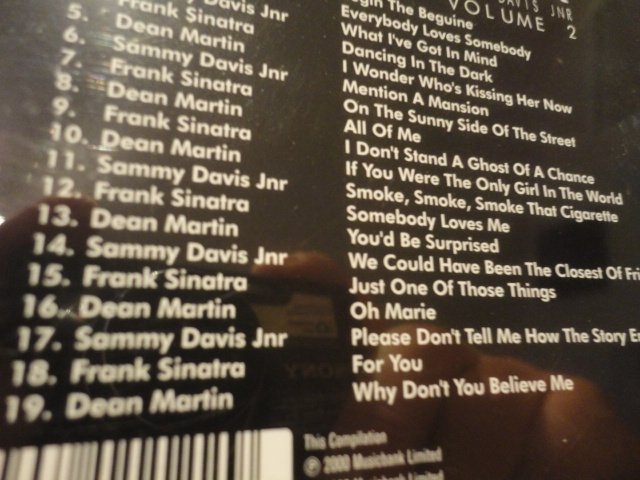 DAVIS JNR
VOLUME 2
The Beguine
Everybody Loves Somebody
Davis Jnr What I've Got In Mind
Frank Sinatra Dancing In The Dark
5. Dean Martin I Wonder Who's Kissing Her Now
6. Sammy Davis Jnr Mention A Mansion
7. Frank Sinatra On The Sunny Side Of The Street
8. Dean Martin All Of Me
9. Frank Sinatra I Don't Stand A Ghost Of A Chance
10. Dean Martin If You Were The Only Girl In The World
11. Sammy Davis Jnr Smoke, Smoke, Smoke That Cigarette
12. Frank Sinatra Somebody Loves Me
13. Dean Martin You'd Be Surprised
14. Sammy Davis Jnr We Could Have Been The Closest Of Fri
15. Frank Sinatra Just One Of Those Things
16. Dean Martin Oh Marie
17. Sammy Davis Jnr Please Don't Tell Me How The Story En
18. Frank Sinatra For You
19. Dean Martin Why Don't You Believe Me
This Compilation
℗ 2000 Musicbank Limited
Musicbank Limited